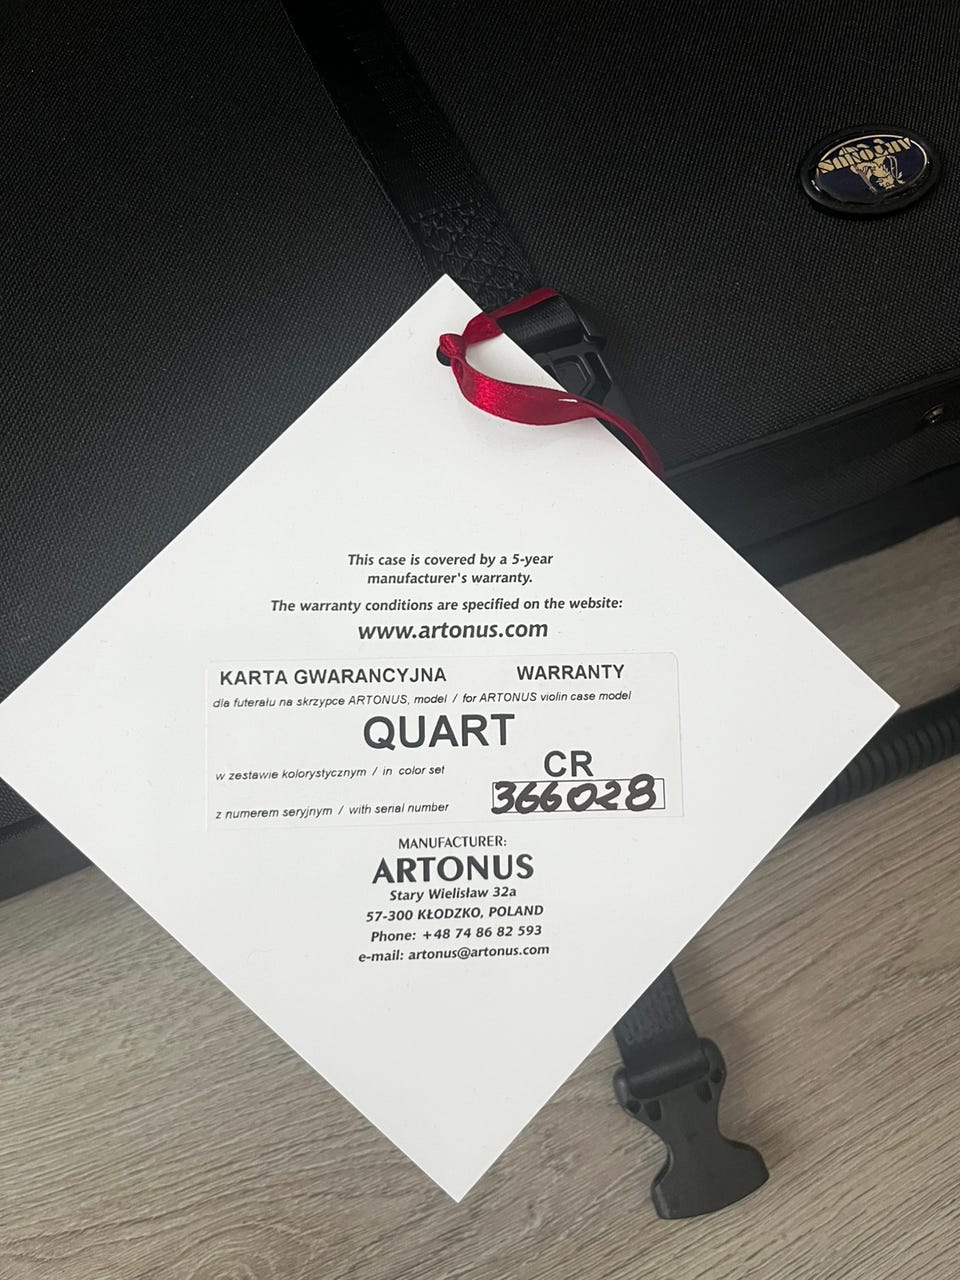 ARTONUS
This case is covered by a 5-year
manufacturer's warranty.
The warranty conditions are specified on the website:
www.artonus.com
KARTA GWARANCYJNA WARRANTY
dla futerału na skrzypce ARTONUS, model / for ARTONUS violin case model
QUART
w zestawie kolorystycznym / in color set CR
z numerem seryjnym / with serial number 366028
MANUFACTURER:
ARTONUS
Stary Wielisław 32a
57-300 KŁODZKO, POLAND
Phone: +48 74 86 82 593
e-mail: artonus@artonus.com